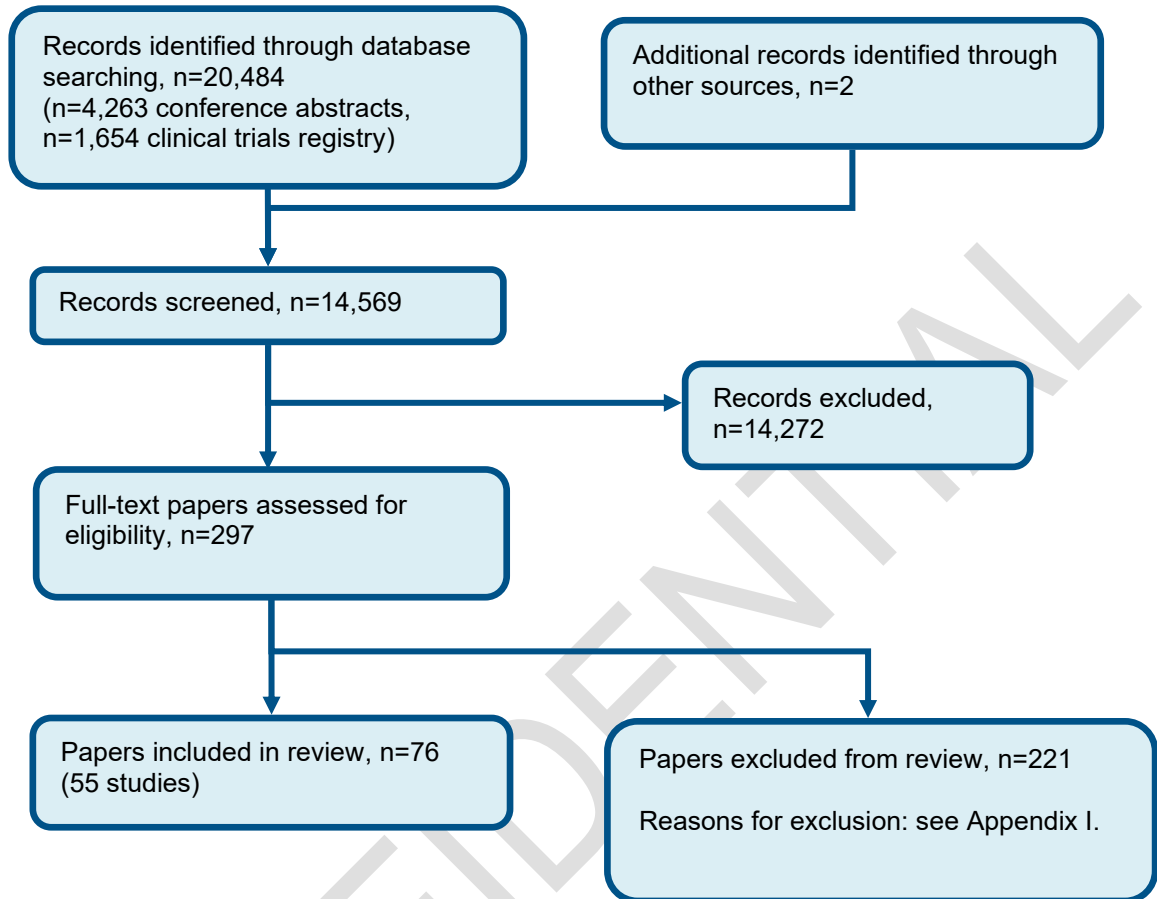 Records identified through database
searching, n=20,484
(n=4,263 conference abstracts,
n=1,654 clinical trials registry)
Additional records identified through
other sources, n=2
Records screened, n=14,569
Records excluded,
n=14,272
Full-text papers assessed for
eligibility, n=297
Papers included in review, n=76
(55 studies)
Papers excluded from review, n=221
Reasons for exclusion: see Appendix I.
FIDENTIAL